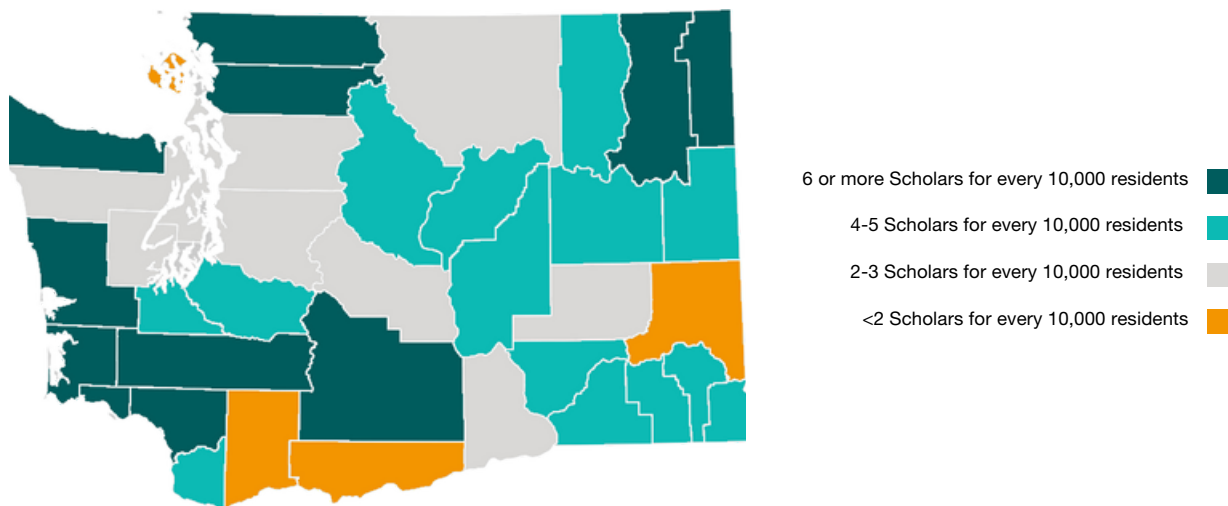 6 or more Scholars for every 10,000 residents
4-5 Scholars for every 10,000 residents
2-3 Scholars for every 10,000 residents
<2 Scholars for every 10,000 residents